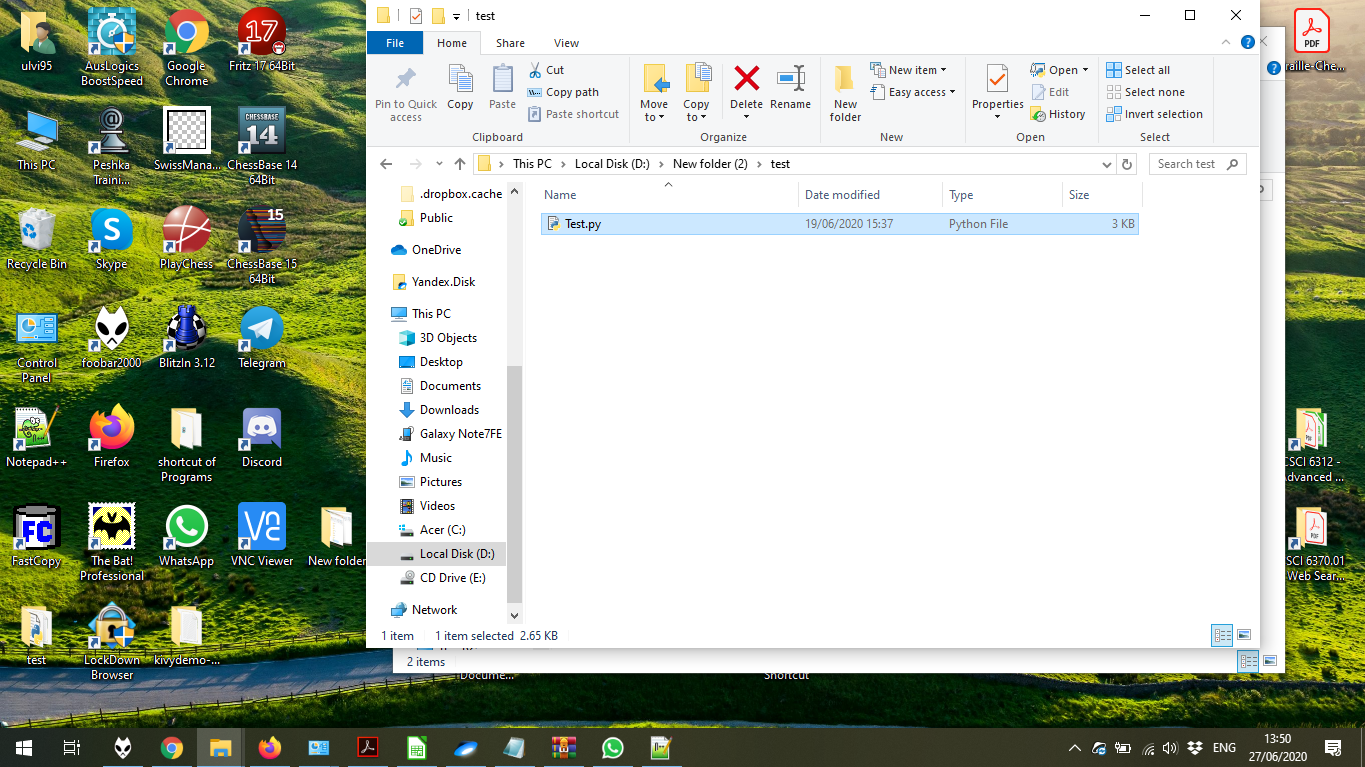 ulvi95
AusLogics
BoostSpeed
Google
Chrome
17
Fritz 17 64Bit
This PC
Peshka
Traini...
SwissMana...
CHESSBASE
14
ChessBase 14
64Bit
Recycle Bin
Skype
PlayChess
15
ChessBase 15
64Bit
Control
Panel
foobar2000
BlitzIn 3.12
Telegram
Notepad++
Firefox
shortcut of
Programs
Discord
FC
FastCopy
The Bat!
Professional
WhatsApp
VNC Viewer
New folder
test
LockDown
Browser
kivydemo-...
test
File
Home
Share
View
Pin to Quick
access
Copy
Paste
Cut
Copy path
Paste shortcut
Clipboard
Move
to
Copy
to
Delete
Rename
Organize
New
folder
New item
Easy access
New
Properties
Open
Edit
History
Open
Select all
Select none
Invert selection
Select
This PC
Local Disk (D:)
New folder (2)
test
Search test
.dropbox.cache
Public
OneDrive
Yandex.Disk
This PC
3D Objects
Desktop
Documents
Downloads
Galaxy Note7FE
Music
Pictures
Videos
Acer (C:)
Local Disk (D:)
CD Drive (E:)
Network
Name
Date modified
Type
Size
Test.py
19/06/2020 15:37
Python File
3 KB
1 item
1 item selected
2.65 KB
2 items
Docume...
Shortcut
PDF
raille-Che...
CSCI 6312 -
Advanced ...
SCI 6370.01
Web Sear...
ENG
13:50
27/06/2020